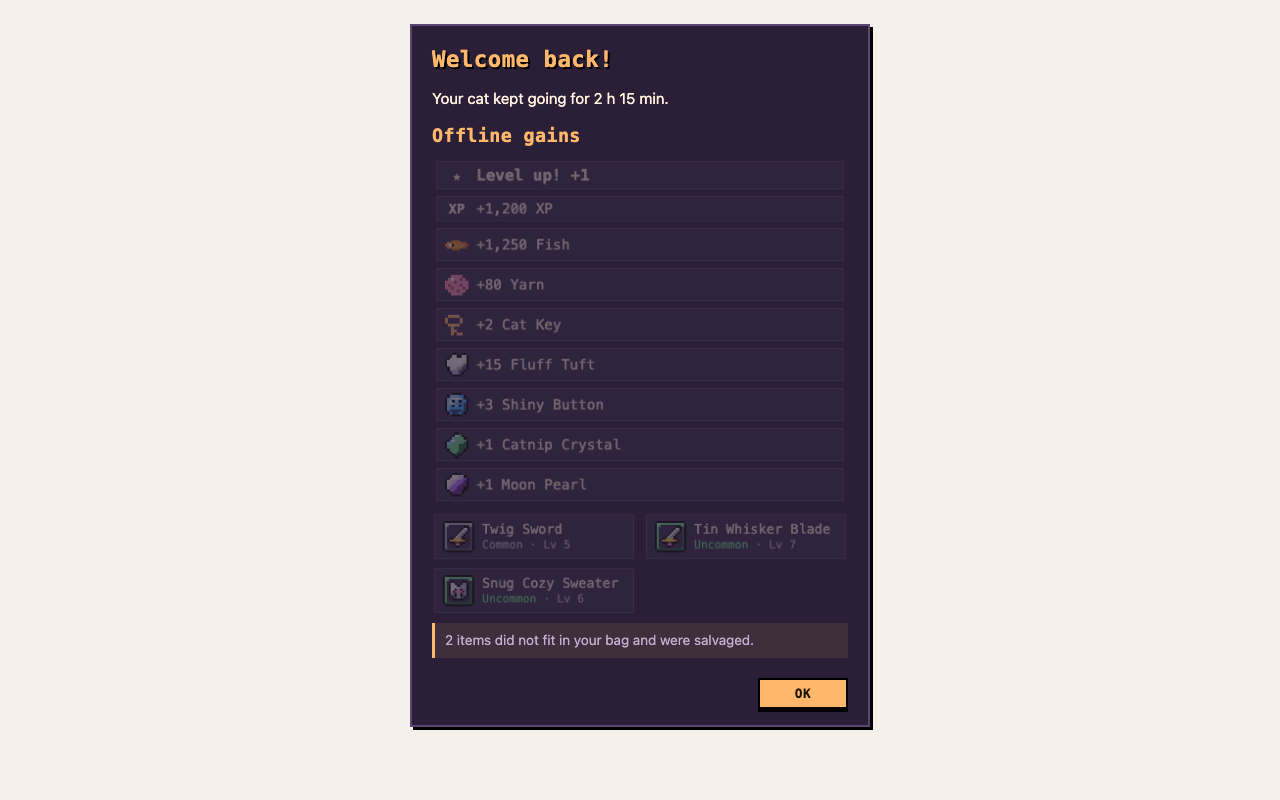 Welcome back!
Your cat kept going for 2 h 15 min.
Offline gains
★ Level up! +1
XP +1,200 XP
+1,250 Fish
+80 Yarn
+2 Cat Key
+15 Fluff Tuft
+3 Shiny Button
+1 Catnip Crystal
+1 Moon Pearl
Twig Sword
Common · Lv 5
Tin Whisker Blade
Uncommon · Lv 7
Snug Cozy Sweater
Uncommon · Lv 6
2 items did not fit in your bag and were salvaged.
OK